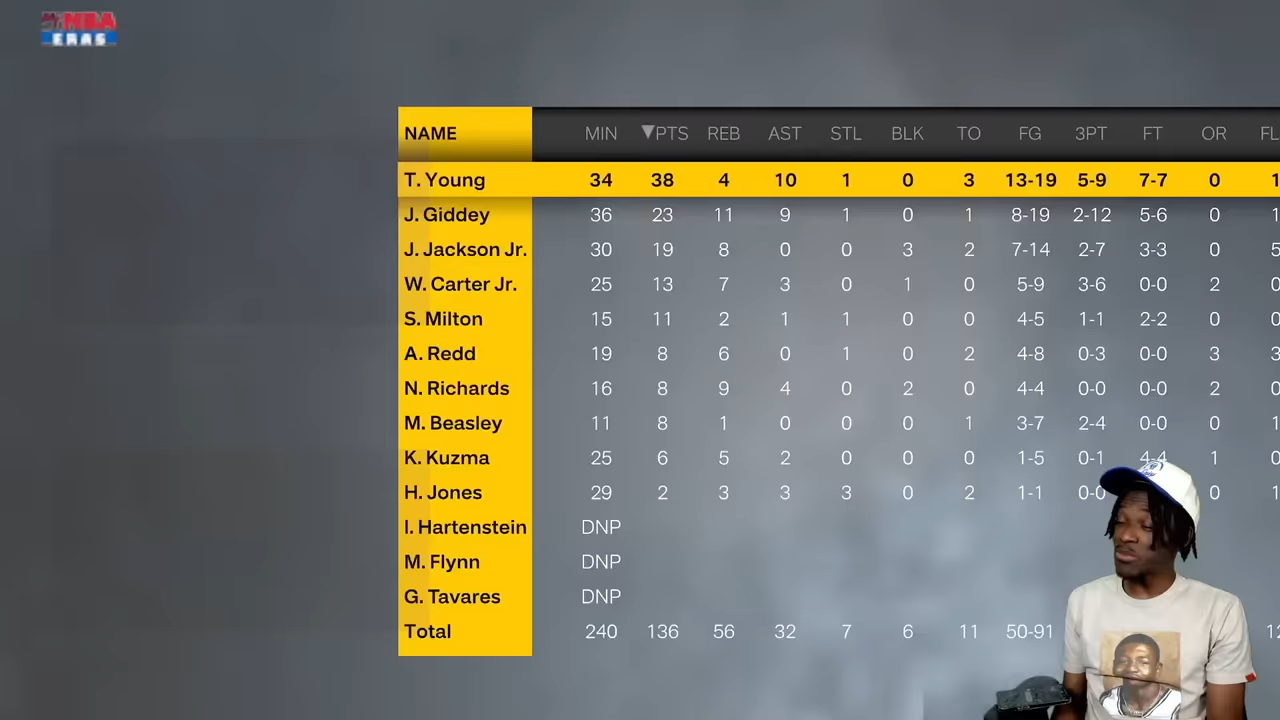 MyNBA
ERAS
NAME MIN ▼PTS REB AST STL BLK TO FG 3PT FT OR
T. Young 34 38 4 10 1 0 3 13-19 5-9 7-7 0 1
J. Giddey 36 23 11 9 1 0 1 8-19 2-12 5-6 0 1
J. Jackson Jr. 30 19 8 0 0 3 2 7-14 2-7 3-3 0 5
W. Carter Jr. 25 13 7 3 0 1 0 5-9 3-6 0-0 2 0
S. Milton 15 11 2 1 1 0 0 4-5 1-1 2-2 0 0
A. Redd 19 8 6 0 1 0 2 4-8 0-3 0-0 3 3
N. Richards 16 8 9 4 0 2 0 4-4 0-0 0-0 2 0
M. Beasley 11 8 1 0 0 0 1 3-7 2-4 0-0 0 1
K. Kuzma 25 6 5 2 0 0 0 1-5 0-1 4-4 1 0
H. Jones 29 2 3 3 3 0 2 1-1 0-0 0 1
I. Hartenstein DNP
M. Flynn DNP
G. Tavares DNP
Total 240 136 56 32 7 6 11 50-91 12